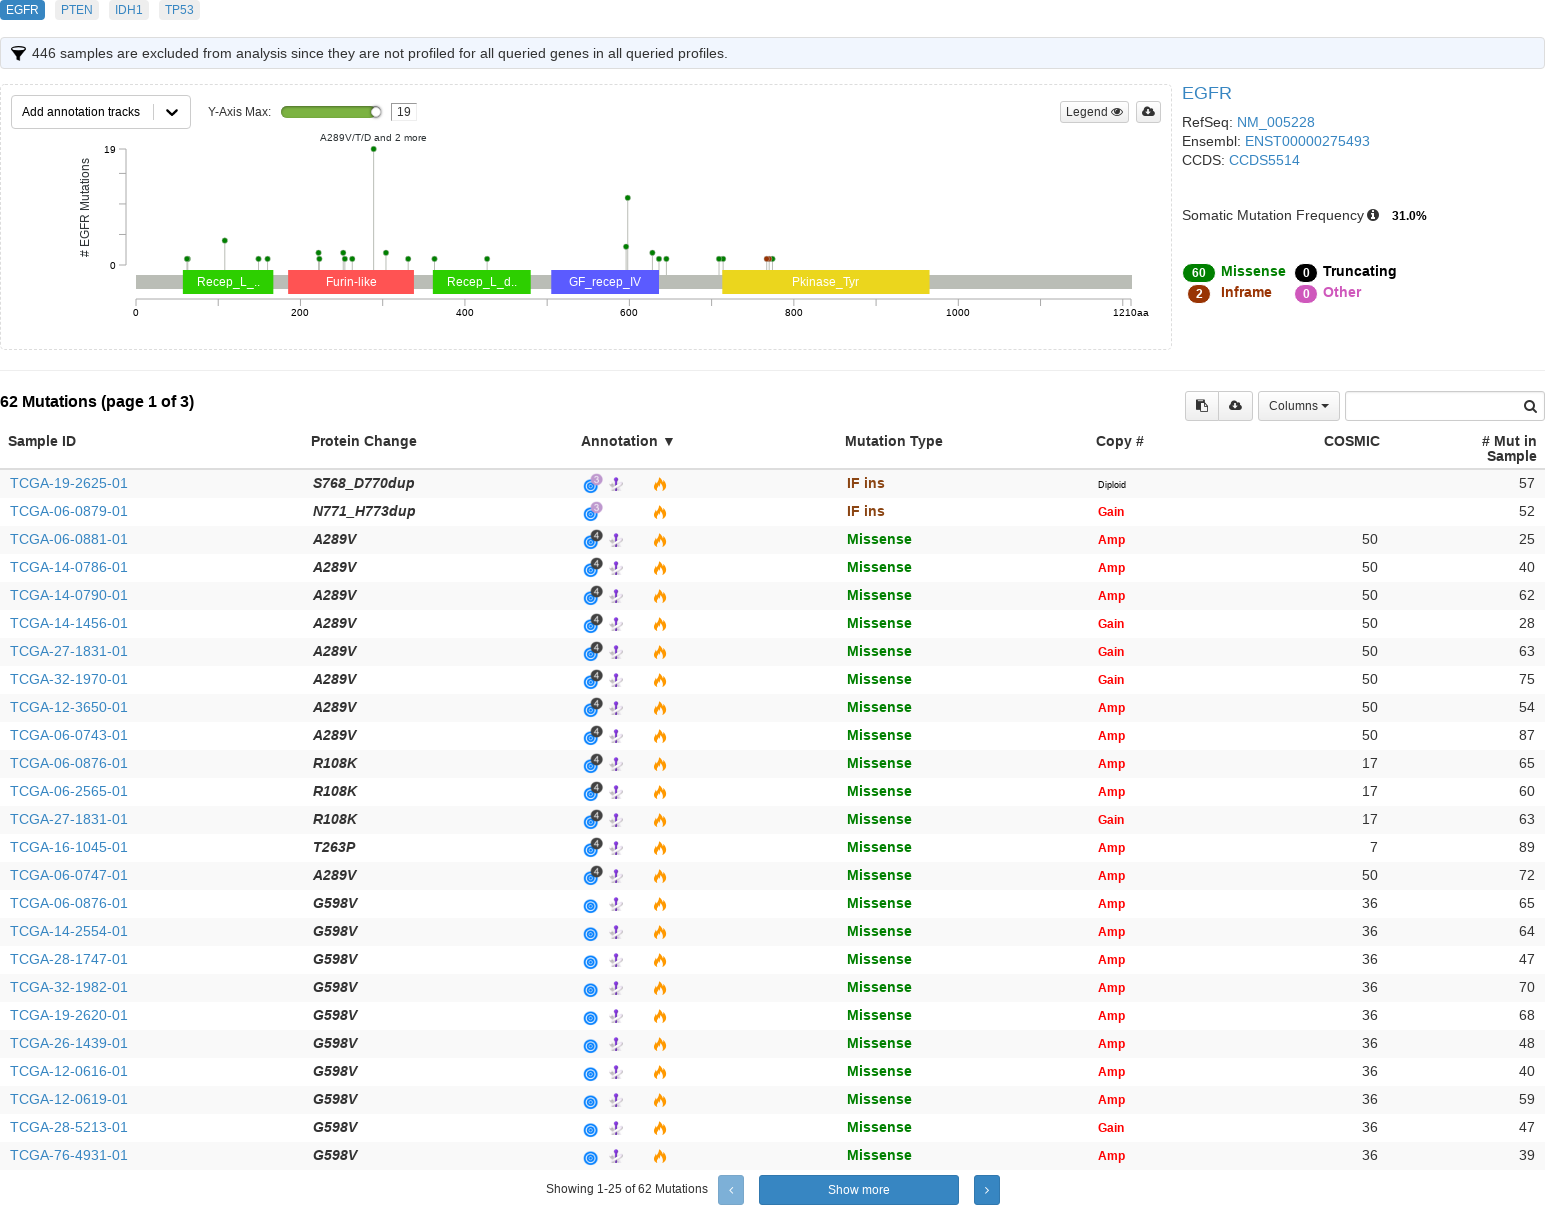 EGFR PTEN IDH1 TP53
446 samples are excluded from analysis since they are not profiled for all queried genes in all queried profiles.
Add annotation tracks Y-Axis Max: 19 Legend
A289V/T/D and 2 more
19
# EGFR Mutations
0
Recep_L_.. Furin-like Recep_L_d.. GF_recep_IV Pkinase_Tyr
0 200 400 600 800 1000 1210aa
EGFR
RefSeq: NM_005228
Ensembl: ENST00000275493
CCDS: CCDS5514
Somatic Mutation Frequency 31.0%
60 Missense 0 Truncating
2 Inframe 0 Other
62 Mutations (page 1 of 3) Columns
Sample ID Protein Change Annotation ▼ Mutation Type Copy # COSMIC # Mut in Sample
TCGA-19-2625-01 S768_D770dup 3 IF ins Diploid 57
TCGA-06-0879-01 N771_H773dup 3 IF ins Gain 52
TCGA-06-0881-01 A289V 4 Missense Amp 50 25
TCGA-14-0786-01 A289V 4 Missense Amp 50 40
TCGA-14-0790-01 A289V 4 Missense Amp 50 62
TCGA-14-1456-01 A289V 4 Missense Gain 50 28
TCGA-27-1831-01 A289V 4 Missense Gain 50 63
TCGA-32-1970-01 A289V 4 Missense Gain 50 75
TCGA-12-3650-01 A289V 4 Missense Amp 50 54
TCGA-06-0743-01 A289V 4 Missense Amp 50 87
TCGA-06-0876-01 R108K 4 Missense Amp 17 65
TCGA-06-2565-01 R108K 4 Missense Amp 17 60
TCGA-27-1831-01 R108K 4 Missense Gain 17 63
TCGA-16-1045-01 T263P 4 Missense Amp 7 89
TCGA-06-0747-01 A289V 4 Missense Amp 50 72
TCGA-06-0876-01 G598V Missense Amp 36 65
TCGA-14-2554-01 G598V Missense Amp 36 64
TCGA-28-1747-01 G598V Missense Amp 36 47
TCGA-32-1982-01 G598V Missense Amp 36 70
TCGA-19-2620-01 G598V Missense Amp 36 68
TCGA-26-1439-01 G598V Missense Amp 36 48
TCGA-12-0616-01 G598V Missense Amp 36 40
TCGA-12-0619-01 G598V Missense Amp 36 59
TCGA-28-5213-01 G598V Missense Gain 36 47
TCGA-76-4931-01 G598V Missense Amp 36 39
Showing 1-25 of 62 Mutations ‹ Show more ›